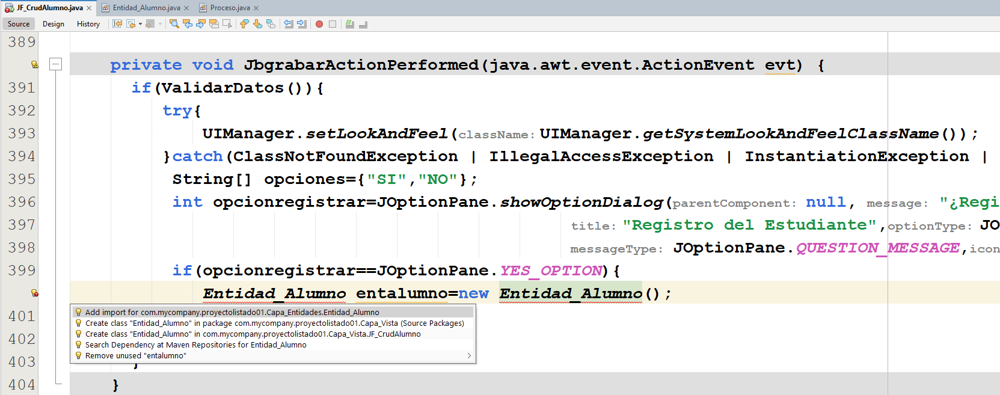 JF_CrudAlumno.java Entidad_Alumno.java Proceso.java
Source Design History
389
private void JbgrabarActionPerformed(java.awt.event.ActionEvent evt) {
391 if(ValidarDatos()){
392 try{
393 UIManager.setLookAndFeel(className: UIManager.getSystemLookAndFeelClassName());
394 }catch(ClassNotFoundException | IllegalAccessException | InstantiationException |
395 String[] opciones={"SI","NO"};
396 int opcionregistrar=JOptionPane.showOptionDialog(parentComponent: null, message: "¿Regi
397 title: "Registro del Estudiante",optionType: JO
398 messageType: JOptionPane.QUESTION_MESSAGE,icon
399 if(opcionregistrar==JOptionPane.YES_OPTION){
Entidad_Alumno entalumno=new Entidad_Alumno();
401 Add import for com.mycompany.proyectolistado01.Capa_Entidades.Entidad_Alumno
Create class "Entidad_Alumno" in package com.mycompany.proyectolistado01.Capa_Vista (Source Packages)
402 Create class "Entidad_Alumno" in com.mycompany.proyectolistado01.Capa_Vista.JF_CrudAlumno
Search Dependency at Maven Repositories for Entidad_Alumno
Remove unused "entalumno"
403 }
404 }